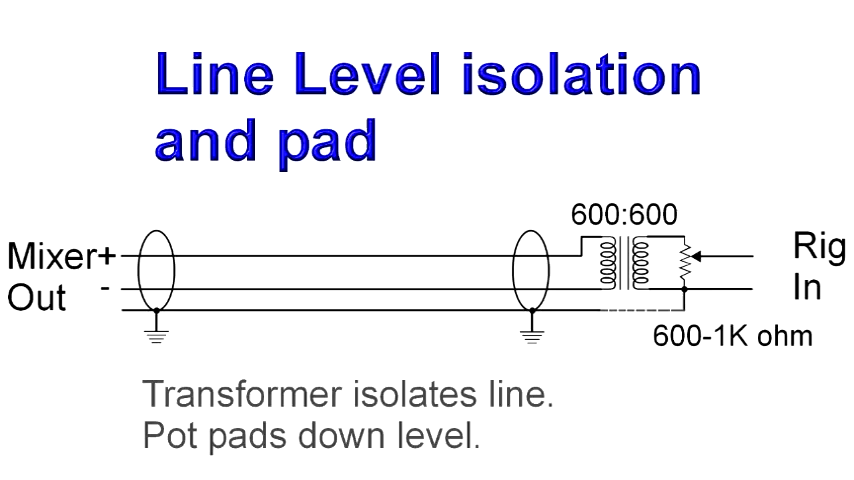 Line Level isolation
and pad
600:600
Mixer+
Out -
Rig
In
600-1K ohm
Transformer isolates line.
Pot pads down level.